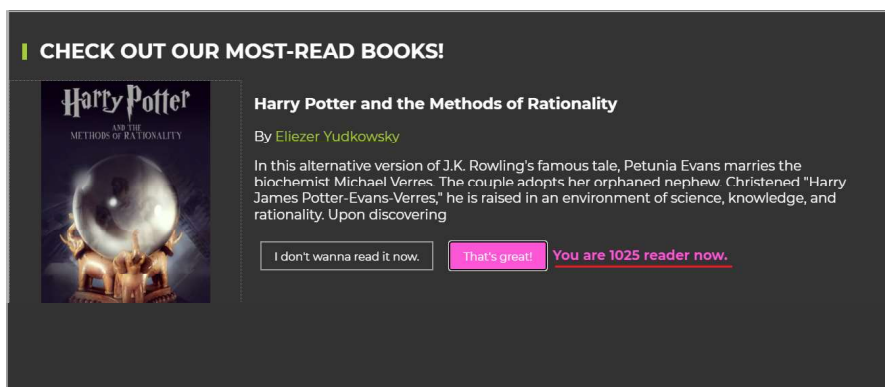 CHECK OUT OUR MOST-READ BOOKS!
Harry Potter
AND THE
METHODS OF RATIONALITY
Harry Potter and the Methods of Rationality
By Eliezer Yudkowsky
In this alternative version of J.K. Rowling's famous tale, Petunia Evans marries the
biochemist Michael Verres. The couple adopts her orphaned nephew. Christened "Harry
James Potter-Evans-Verres," he is raised in an environment of science, knowledge, and
rationality. Upon discovering
I don't wanna read it now. That's great! You are 1025 reader now.